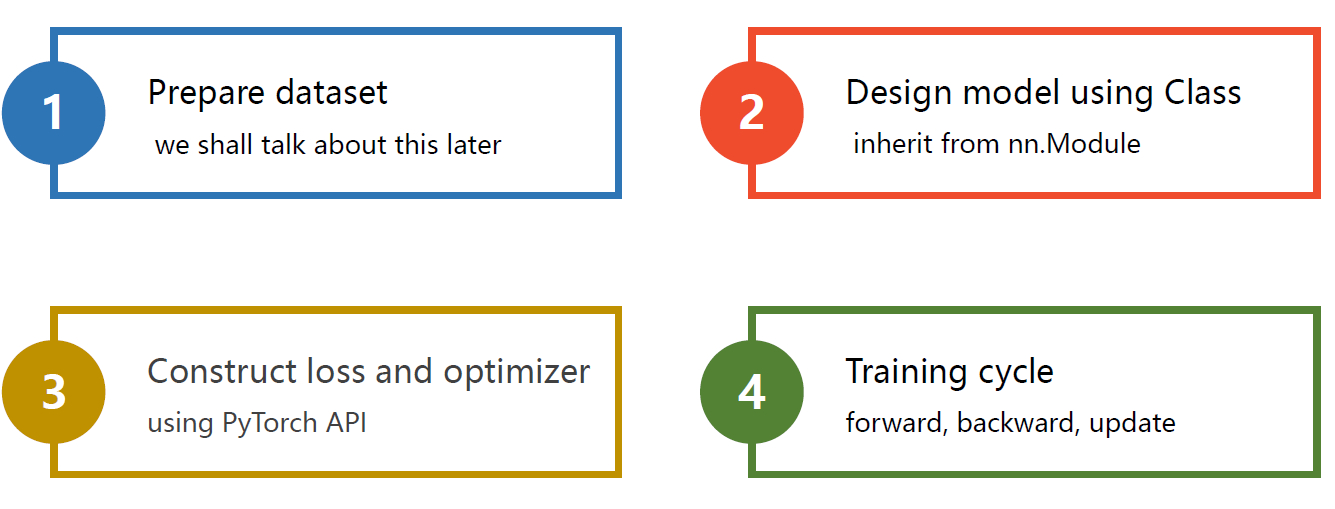 1
Prepare dataset
we shall talk about this later
2
Design model using Class
inherit from nn.Module
3
Construct loss and optimizer
using PyTorch API
4
Training cycle
forward, backward, update